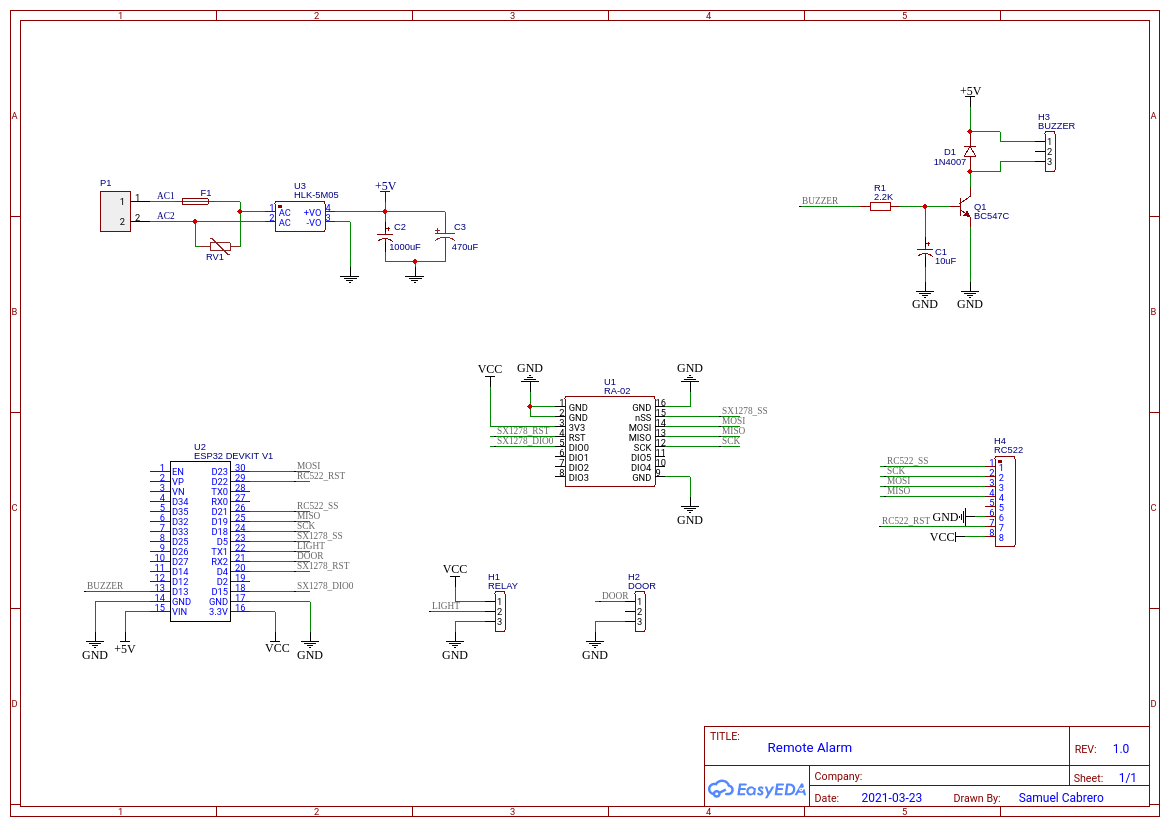 1 2 3 4 5
A A
B B
C C
D D
1 2 3 4 5
P1
1 1 AC1 F1
2 2 AC2
RV1
U3
HLK-5M05
1 AC +VO 4
2 AC -VO 3
+5V
C2
1000uF
C3
470uF
+5V
H3
BUZZER
1
2
3
D1
1N4007
BUZZER
R1
2.2K
Q1
BC547C
C1
10uF
GND GND
VCC GND GND
U1
RA-02
1 GND GND 16
2 GND nSS 15 SX1278_SS
3 3V3 MOSI 14 MOSI
SX1278_RST 4 RST MISO 13 MISO
SX1278_DIO0 5 DIO0 SCK 12 SCK
6 DIO1 DIO5 11
7 DIO2 DIO4 10
8 DIO3 GND 9
GND
U2
ESP32 DEVKIT V1
1 EN D23 30 MOSI
2 VP D22 29 RC522_RST
3 VN TX0 28
4 D34 RX0 27
5 D35 D21 26 RC522_SS
6 D32 D19 25 MISO
7 D33 D18 24 SCK
8 D25 D5 23 SX1278_SS
9 D26 TX1 22 LIGHT
10 D27 RX2 21 DOOR
11 D14 D4 20 SX1278_RST
12 D12 D2 19
BUZZER 13 D13 D15 18 SX1278_DIO0
14 GND GND 17
15 VIN 3.3V 16
GND +5V VCC GND
VCC
H1
RELAY
1
LIGHT 2
3
GND
H2
DOOR
DOOR 1
2
3
GND
H4
RC522
RC522_SS 1 1
SCK 2 2
MOSI 3 3
MISO 4 4
5 5
GND 6 6
RC522_RST 7 7
VCC 8 8
TITLE:
Remote Alarm
REV: 1.0
EasyEDA
Company:
Sheet: 1/1
Date: 2021-03-23 Drawn By: Samuel Cabrero